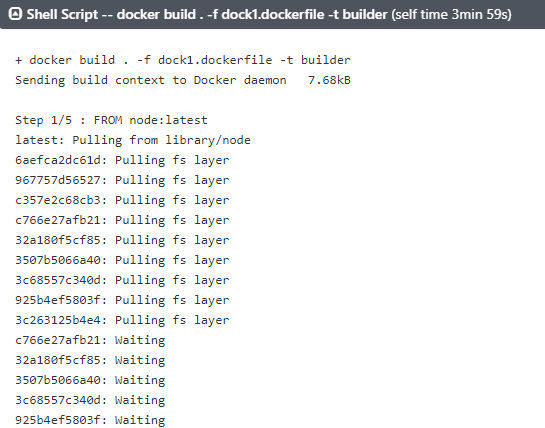 Shell Script -- docker build . -f dock1.dockerfile -t builder (self time 3min 59s)
+ docker build . -f dock1.dockerfile -t builder
Sending build context to Docker daemon   7.68kB
Step 1/5 : FROM node:latest
latest: Pulling from library/node
6aefca2dc61d: Pulling fs layer
967757d56527: Pulling fs layer
c357e2c68cb3: Pulling fs layer
c766e27afb21: Pulling fs layer
32a180f5cf85: Pulling fs layer
3507b5066a40: Pulling fs layer
3c68557c340d: Pulling fs layer
925b4ef5803f: Pulling fs layer
3c263125b4e4: Pulling fs layer
c766e27afb21: Waiting
32a180f5cf85: Waiting
3507b5066a40: Waiting
3c68557c340d: Waiting
925b4ef5803f: Waiting